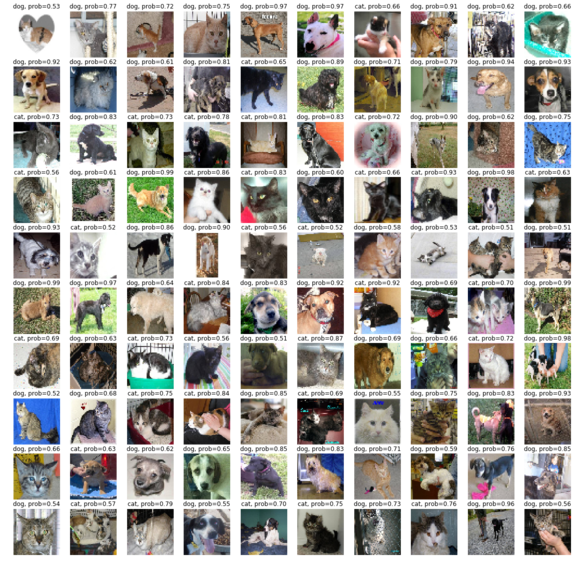 dog, prob=0.53 dog, prob=0.77 dog, prob=0.72 dog, prob=0.75 dog, prob=0.97 dog, prob=0.97 cat, prob=0.66 dog, prob=0.91 dog, prob=0.62 dog, prob=0.66
dog, prob=0.92 dog, prob=0.62 dog, prob=0.61 dog, prob=0.81 cat, prob=0.65 dog, prob=0.89 dog, prob=0.71 dog, prob=0.79 dog, prob=0.94 dog, prob=0.93
cat, prob=0.73 dog, prob=0.83 cat, prob=0.73 dog, prob=0.78 cat, prob=0.81 dog, prob=0.83 cat, prob=0.72 dog, prob=0.90 dog, prob=0.62 dog, prob=0.75
cat, prob=0.56 dog, prob=0.61 dog, prob=0.99 cat, prob=0.86 cat, prob=0.83 dog, prob=0.60 cat, prob=0.66 cat, prob=0.93 dog, prob=0.98 cat, prob=0.63
dog, prob=0.93 cat, prob=0.52 dog, prob=0.86 dog, prob=0.90 cat, prob=0.56 cat, prob=0.52 dog, prob=0.58 dog, prob=0.53 cat, prob=0.51 dog, prob=0.51
dog, prob=0.99 dog, prob=0.97 dog, prob=0.64 cat, prob=0.84 dog, prob=0.83 dog, prob=0.92 cat, prob=0.92 dog, prob=0.69 cat, prob=0.70 dog, prob=0.99
cat, prob=0.69 dog, prob=0.63 cat, prob=0.73 cat, prob=0.56 dog, prob=0.51 cat, prob=0.87 dog, prob=0.69 dog, prob=0.66 cat, prob=0.72 dog, prob=0.98
dog, prob=0.52 dog, prob=0.68 cat, prob=0.75 cat, prob=0.84 dog, prob=0.85 cat, prob=0.69 dog, prob=0.55 dog, prob=0.75 dog, prob=0.83 dog, prob=0.93
dog, prob=0.66 cat, prob=0.63 dog, prob=0.62 dog, prob=0.65 dog, prob=0.85 dog, prob=0.83 dog, prob=0.71 dog, prob=0.59 dog, prob=0.76 dog, prob=0.85
dog, prob=0.54 cat, prob=0.57 cat, prob=0.79 dog, prob=0.55 cat, prob=0.70 cat, prob=0.75 dog, prob=0.73 cat, prob=0.76 dog, prob=0.96 dog, prob=0.56